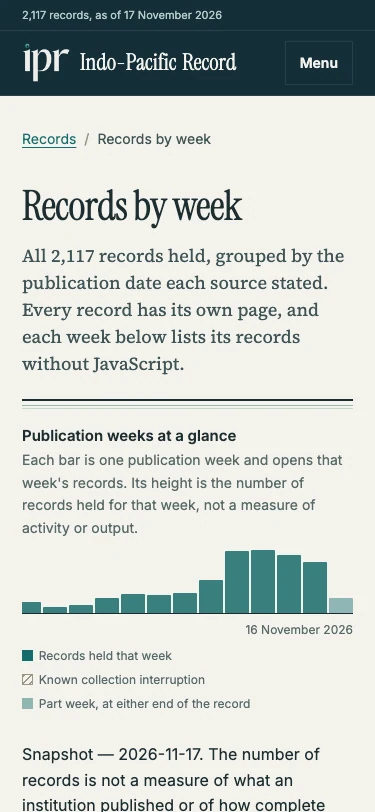 2,117 records, as of 17 November 2026
ipr Indo-Pacific Record
Menu
Records / Records by week
Records by week
All 2,117 records held, grouped by the
publication date each source stated.
Every record has its own page, and
each week below lists its records
without JavaScript.
Publication weeks at a glance
Each bar is one publication week and opens that
week's records. Its height is the number of
records held for that week, not a measure of
activity or output.
16 November 2026
Records held that week
Known collection interruption
Part week, at either end of the record
Snapshot — 2026-11-17. The number of
records is not a measure of what an
institution published or of how complete